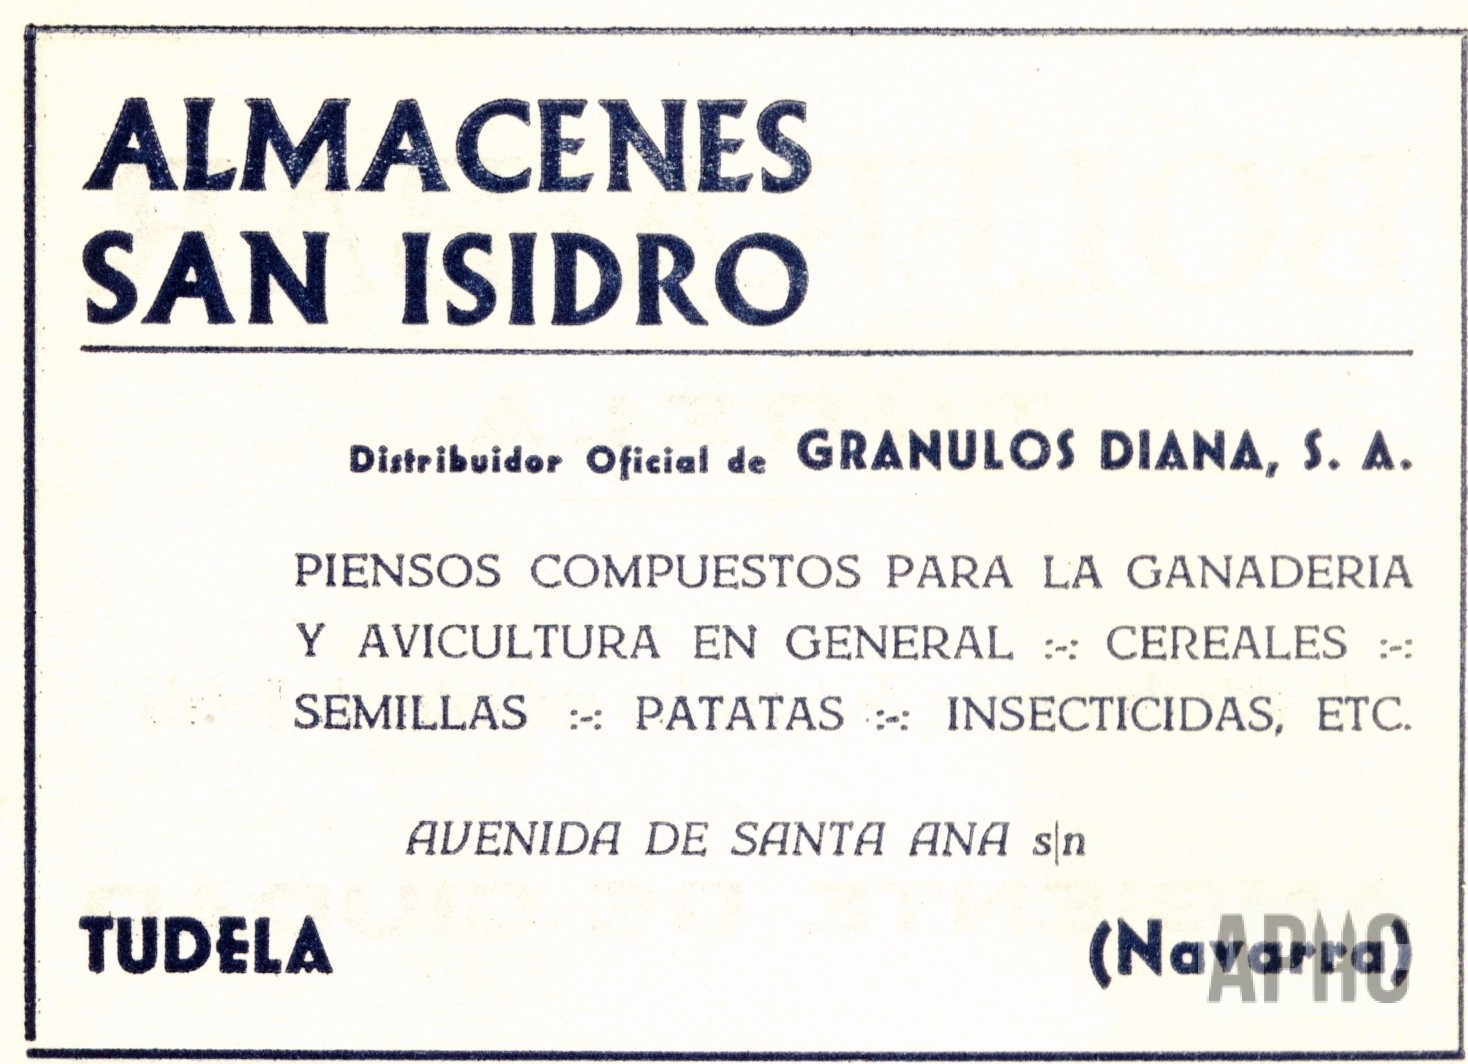 ALMACENES
SAN ISIDRO
Distribuidor Oficial de GRANULOS DIANA, S. A.
PIENSOS COMPUESTOS PARA LA GANADERIA
Y AVICULTURA EN GENERAL :-: CEREALES :-:
SEMILLAS :-: PATATAS :-: INSECTICIDAS, ETC.
AVENIDA DE SANTA ANA s|n
TUDELA (Navarra)
APHC